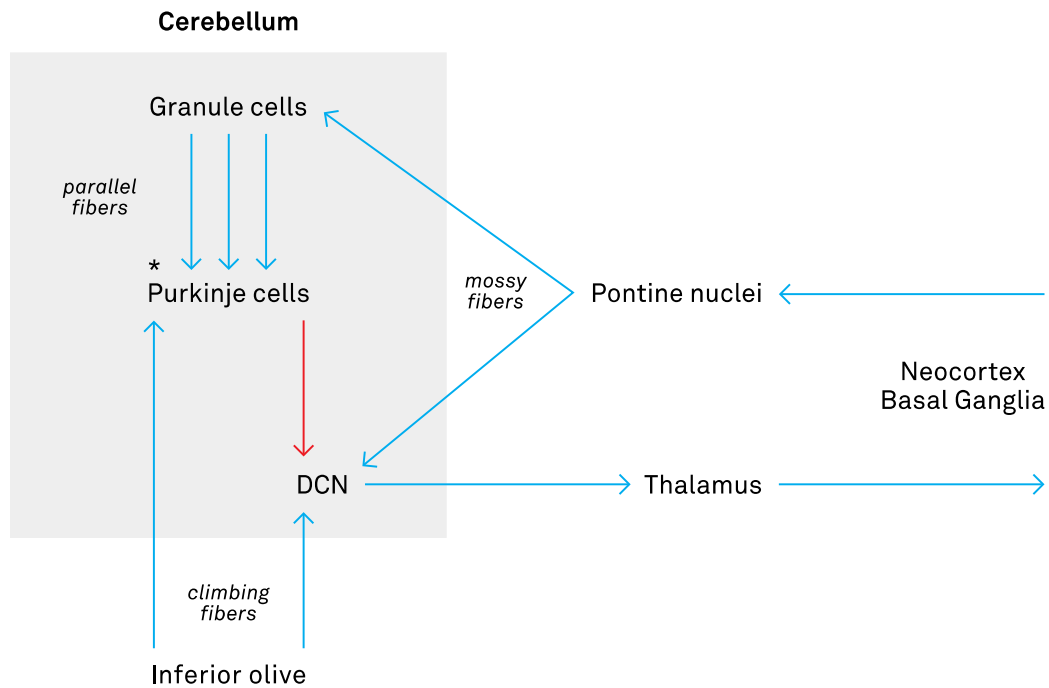 Cerebellum
Granule cells
parallel
fibers
*
Purkinje cells
mossy
fibers
Pontine nuclei
Neocortex
Basal Ganglia
DCN
Thalamus
climbing
fibers
Inferior olive